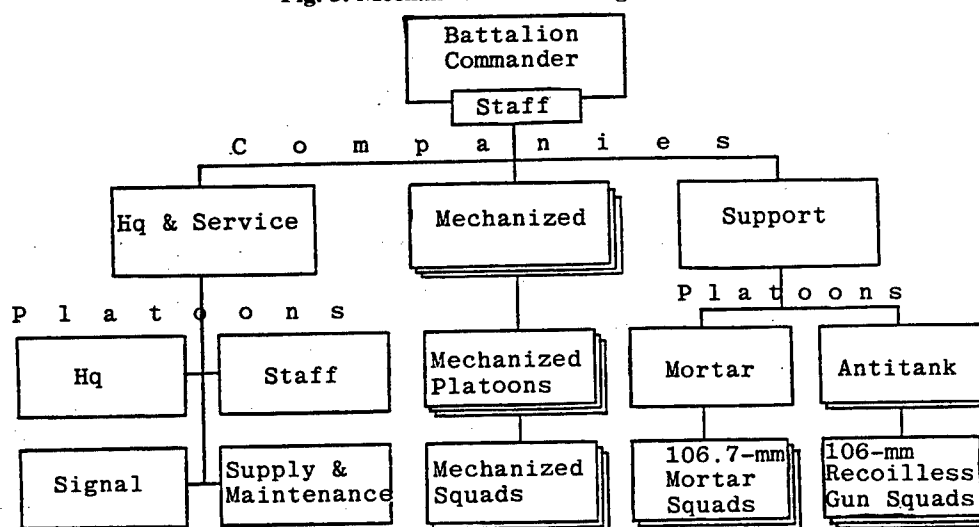 Battalion
Commander
Staff
C o m p a n i e s
Hq & Service
Mechanized
Support
P l a t o o n s
P l a t o o n s
Hq
Staff
Mechanized
Platoons
Mortar
Antitank
Signal
Supply &
Maintenance
Mechanized
Squads
106.7-mm
Mortar
Squads
106-mm
Recoilless
Gun Squads